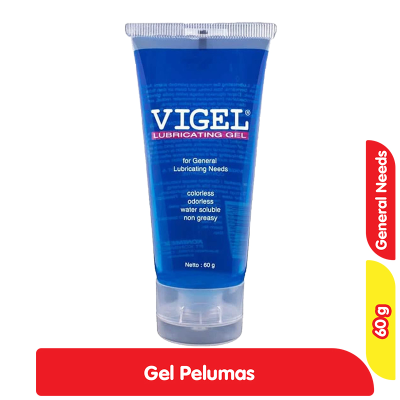 VIGEL®
LUBRICATING GEL
for General
Lubricating Needs
colorless
odorless
water soluble
non greasy
Netto : 60 g
General Needs
60 g
Gel Pelumas